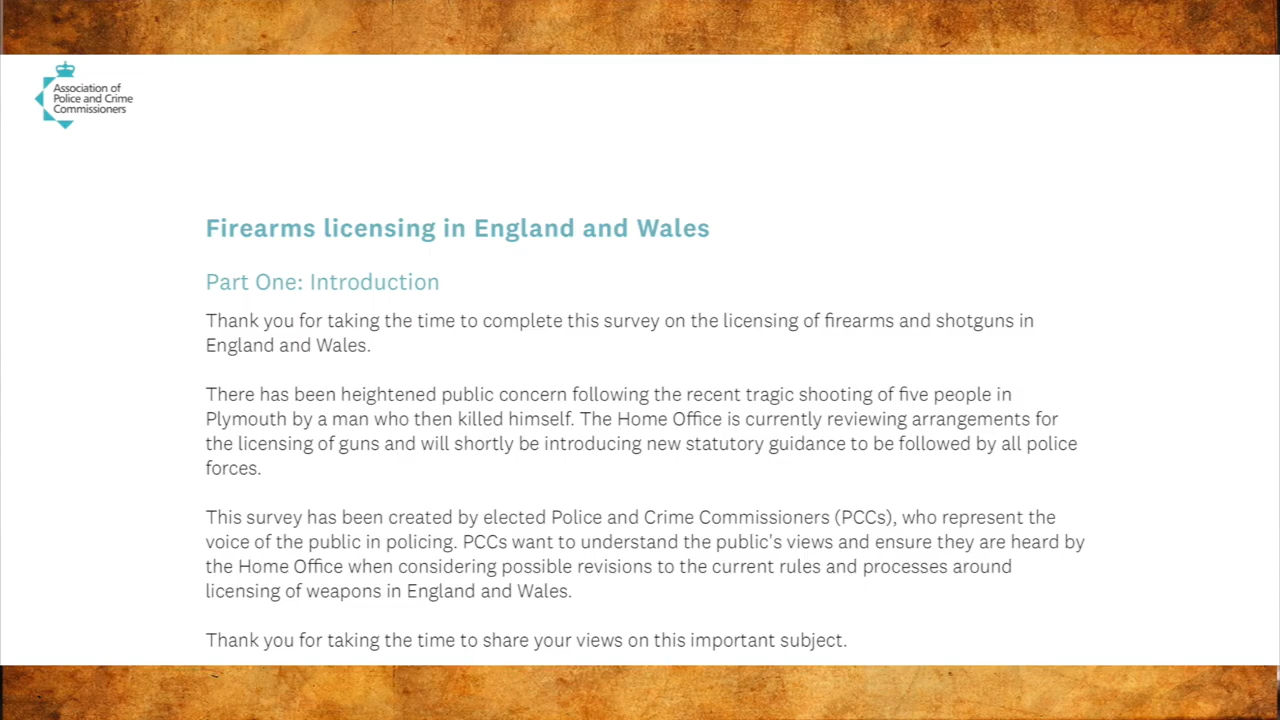 Association of
Police and Crime
Commissioners
Firearms licensing in England and Wales
Part One: Introduction
Thank you for taking the time to complete this survey on the licensing of firearms and shotguns in
England and Wales.
There has been heightened public concern following the recent tragic shooting of five people in
Plymouth by a man who then killed himself. The Home Office is currently reviewing arrangements for
the licensing of guns and will shortly be introducing new statutory guidance to be followed by all police
forces.
This survey has been created by elected Police and Crime Commissioners (PCCs), who represent the
voice of the public in policing. PCCs want to understand the public's views and ensure they are heard by
the Home Office when considering possible revisions to the current rules and processes around
licensing of weapons in England and Wales.
Thank you for taking the time to share your views on this important subject.